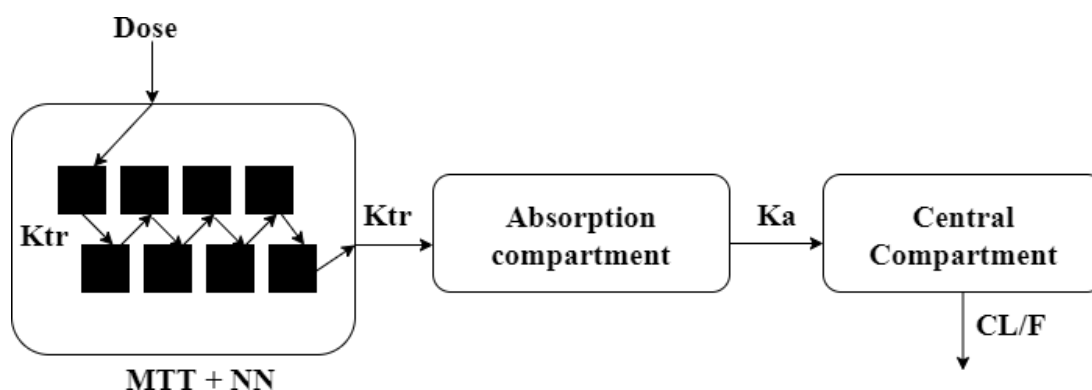 Dose
Ktr
Ktr
Absorption
compartment
Ka
Central
Compartment
CL/F
MTT + NN